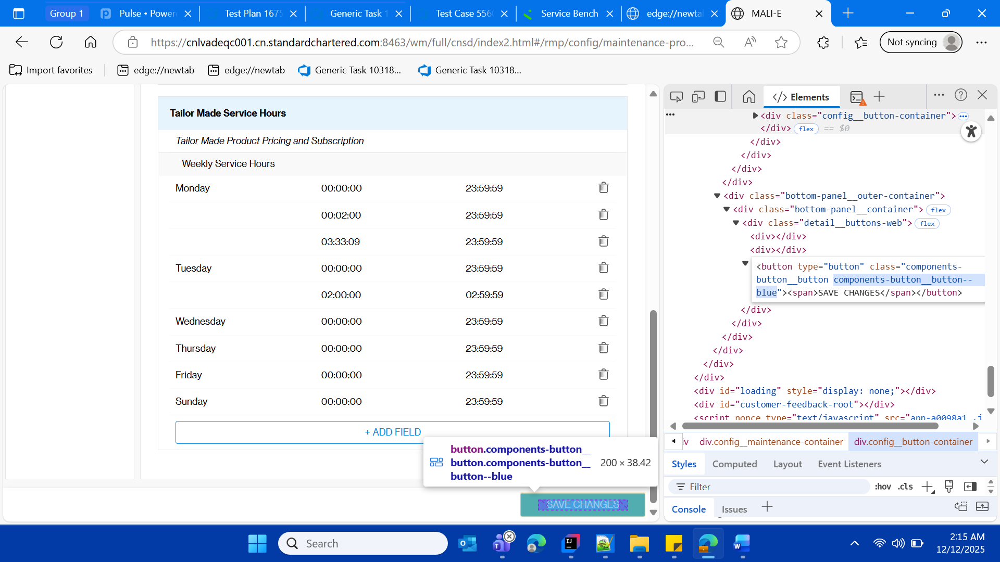 Group 1
Pulse • Power
Test Plan 1675
Generic Task 1
Test Case 556
Service Bench
edge://newta
MALI-E
https://cnlvadeqc001.cn.standardchartered.com:8463/wm/full/cnsd/index2.html#/rmp/config/maintenance-pro...
Not syncing
Import favorites
edge://newtab
edge://newtab
Generic Task 10318...
Generic Task 10318...
Tailor Made Service Hours
Tailor Made Product Pricing and Subscription
Weekly Service Hours
Monday 00:00:00 23:59:59
00:02:00 23:59:59
03:33:09 23:59:59
Tuesday 00:00:00 23:59:59
02:00:00 02:59:59
Wednesday 00:00:00 23:59:59
Thursday 00:00:00 23:59:59
Friday 00:00:00 23:59:59
Sunday 00:00:00 23:59:59
+ ADD FIELD
button.components-button__
button.components-button__
button--blue
200 × 38.42
SAVE CHANGES
</> Elements
<div class="config__button-container">
</div> flex == $0
</div>
</div>
</div>
</div>
<div class="bottom-panel__outer-container">
<div class="bottom-panel__container"> flex
<div class="detail__buttons-web"> flex
<div></div>
<div></div>
<button type="button" class="components-
button__button components-button__button--
blue"><span>SAVE CHANGES</span></button>
</div>
</div>
</div>
</div>
</div>
</div>
<div id="loading" style="display: none;"></div>
<div id="customer-feedback-root"></div>
<script nonce type="text/javascript" src="app-a0098a1 .j
iv div.config__maintenance-container div.config__button-container
Styles Computed Layout Event Listeners
Filter :hov .cls
Console Issues
Search
2:15 AM
12/12/2025